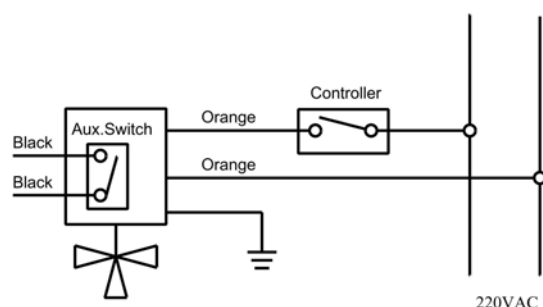 Controller
Orange
Aux.Switch
Black
Orange
Black
220VAC